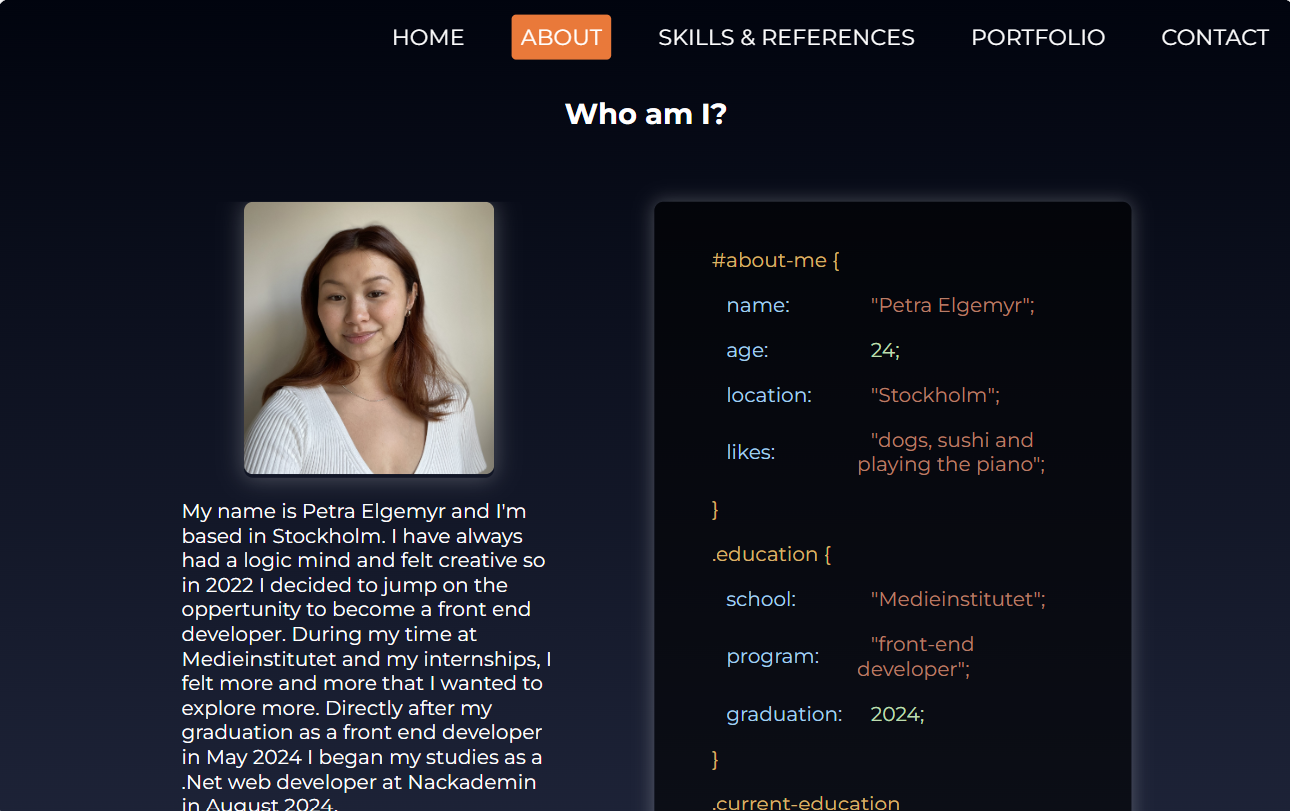 HOME ABOUT SKILLS & REFERENCES PORTFOLIO CONTACT
Who am I?
My name is Petra Elgemyr and I'm
based in Stockholm. I have always
had a logic mind and felt creative so
in 2022 I decided to jump on the
oppertunity to become a front end
developer. During my time at
Medieinstitutet and my internships, I
felt more and more that I wanted to
explore more. Directly after my
graduation as a front end developer
in May 2024 I began my studies as a
.Net web developer at Nackademin
in August 2024.
#about-me {
name: "Petra Elgemyr";
age: 24;
location: "Stockholm";
likes: "dogs, sushi and
playing the piano";
}
.education {
school: "Medieinstitutet";
program: "front-end
developer";
graduation: 2024;
}
.current-education